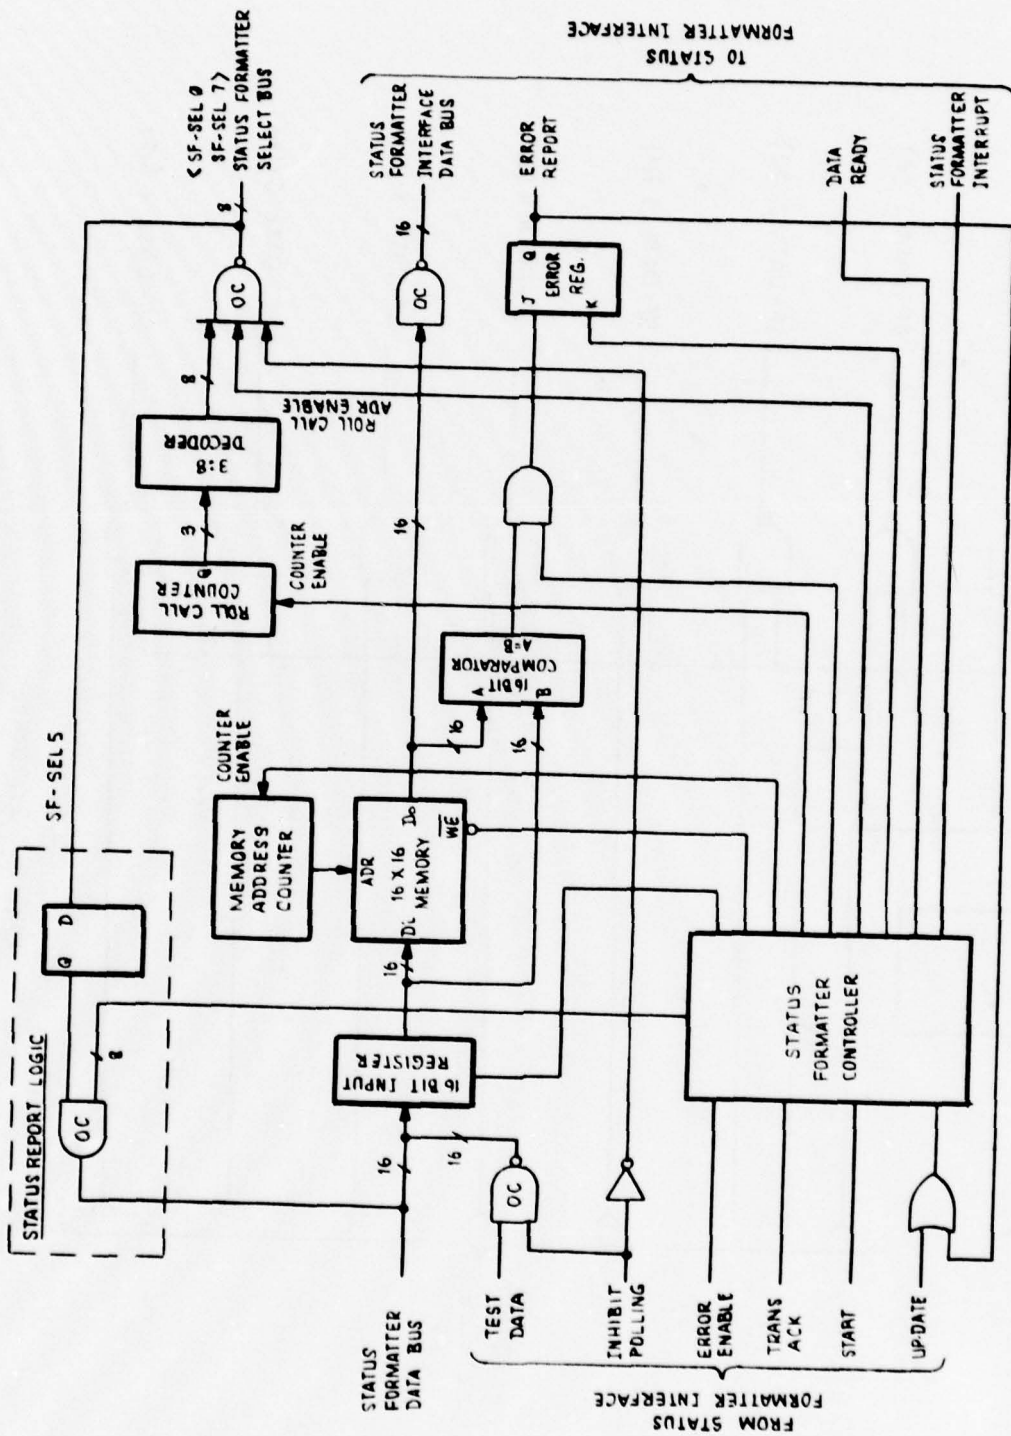 TO STATUS
FORMATTER INTERFACE
<SF-SEL 0
SF-SEL 7>
STATUS FORMATTER
SELECT BUS
8
OC
8
3:8
DECODER
ROLL CALL
ADR ENABLE
3
Q
ROLL CALL
COUNTER
COUNTER
ENABLE
SF-SEL5
STATUS REPORT LOGIC
Q D
OC
8
STATUS
FORMATTER
INTERFACE
DATA BUS
16
OC
16
ERROR
REPORT
J Q
ERROR
REG.
K
DATA
READY
STATUS
FORMATTER
INTERRUPT
COUNTER
ENABLE
MEMORY
ADDRESS
COUNTER
ADR
Di 16 X 16 Do
MEMORY
WE
16
16
A
16 BIT
COMPARATOR
A=B
B
16
16 BIT INPUT
REGISTER
16
16
OC
STATUS
FORMATTER
DATA BUS
TEST
DATA
INHIBIT
POLLING
ERROR
ENABLE
TRANS
ACK
START
UPDATE
STATUS
FORMATTER
CONTROLLER
FROM STATUS
FORMATTER INTERFACE